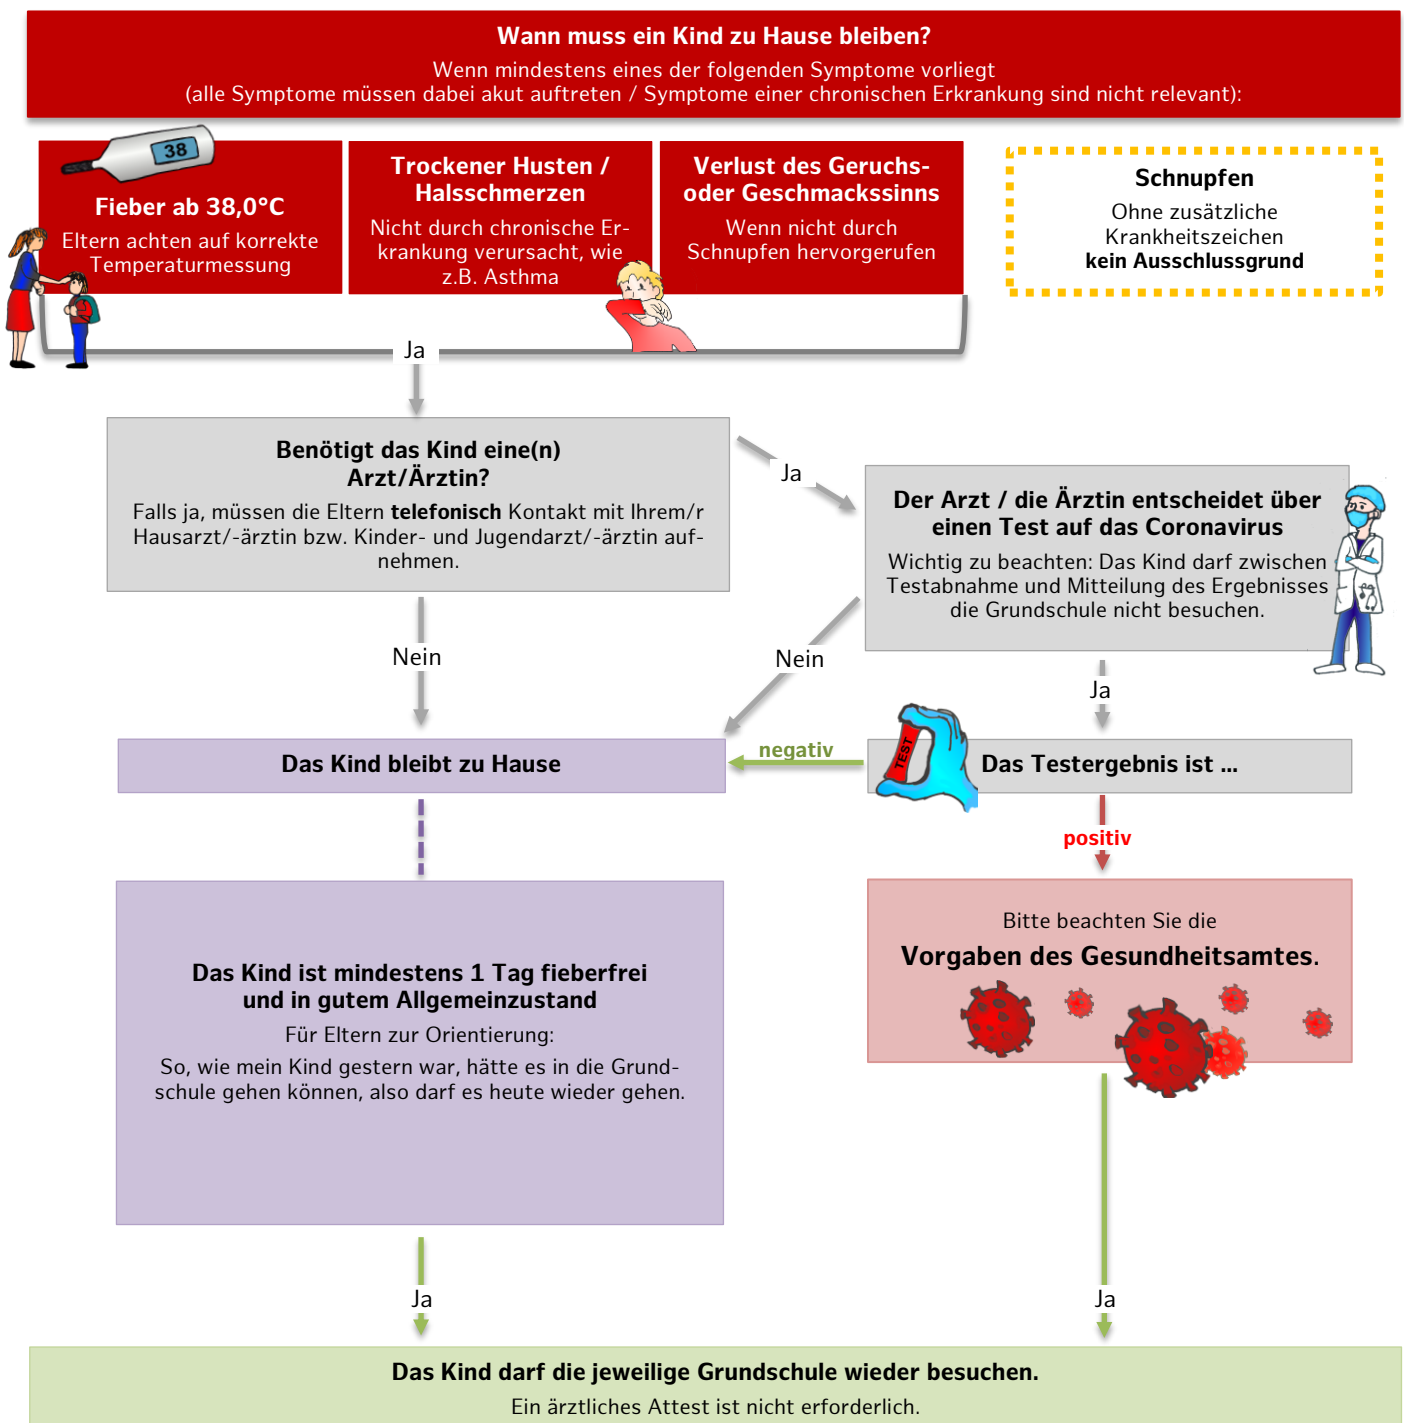 Wann muss ein Kind zu Hause bleiben?
Wenn mindestens eines der folgenden Symptome vorliegt
(alle Symptome müssen dabei akut auftreten / Symptome einer chronischen Erkrankung sind nicht relevant):
38
Fieber ab 38,0°C
Eltern achten auf korrekte
Temperaturmessung
Trockener Husten /
Halsschmerzen
Nicht durch chronische Er-
krankung verursacht, wie
z.B. Asthma
Verlust des Geruchs-
oder Geschmackssinns
Wenn nicht durch
Schnupfen hervorgerufen
Schnupfen
Ohne zusätzliche
Krankheitszeichen
kein Ausschlussgrund
Ja
Benötigt das Kind eine(n)
Arzt/Ärztin?
Falls ja, müssen die Eltern telefonisch Kontakt mit Ihrem/r
Hausarzt/-ärztin bzw. Kinder- und Jugendarzt/-ärztin auf-
nehmen.
Ja
Der Arzt / die Ärztin entscheidet über
einen Test auf das Coronavirus
Wichtig zu beachten: Das Kind darf zwischen
Testabnahme und Mitteilung des Ergebnisses
die Grundschule nicht besuchen.
Nein
Nein
Ja
Das Kind bleibt zu Hause
negativ
TEST
Das Testergebnis ist ...
positiv
Das Kind ist mindestens 1 Tag fieberfrei
und in gutem Allgemeinzustand
Für Eltern zur Orientierung:
So, wie mein Kind gestern war, hätte es in die Grund-
schule gehen können, also darf es heute wieder gehen.
Bitte beachten Sie die
Vorgaben des Gesundheitsamtes.
Ja
Ja
Das Kind darf die jeweilige Grundschule wieder besuchen.
Ein ärztliches Attest ist nicht erforderlich.